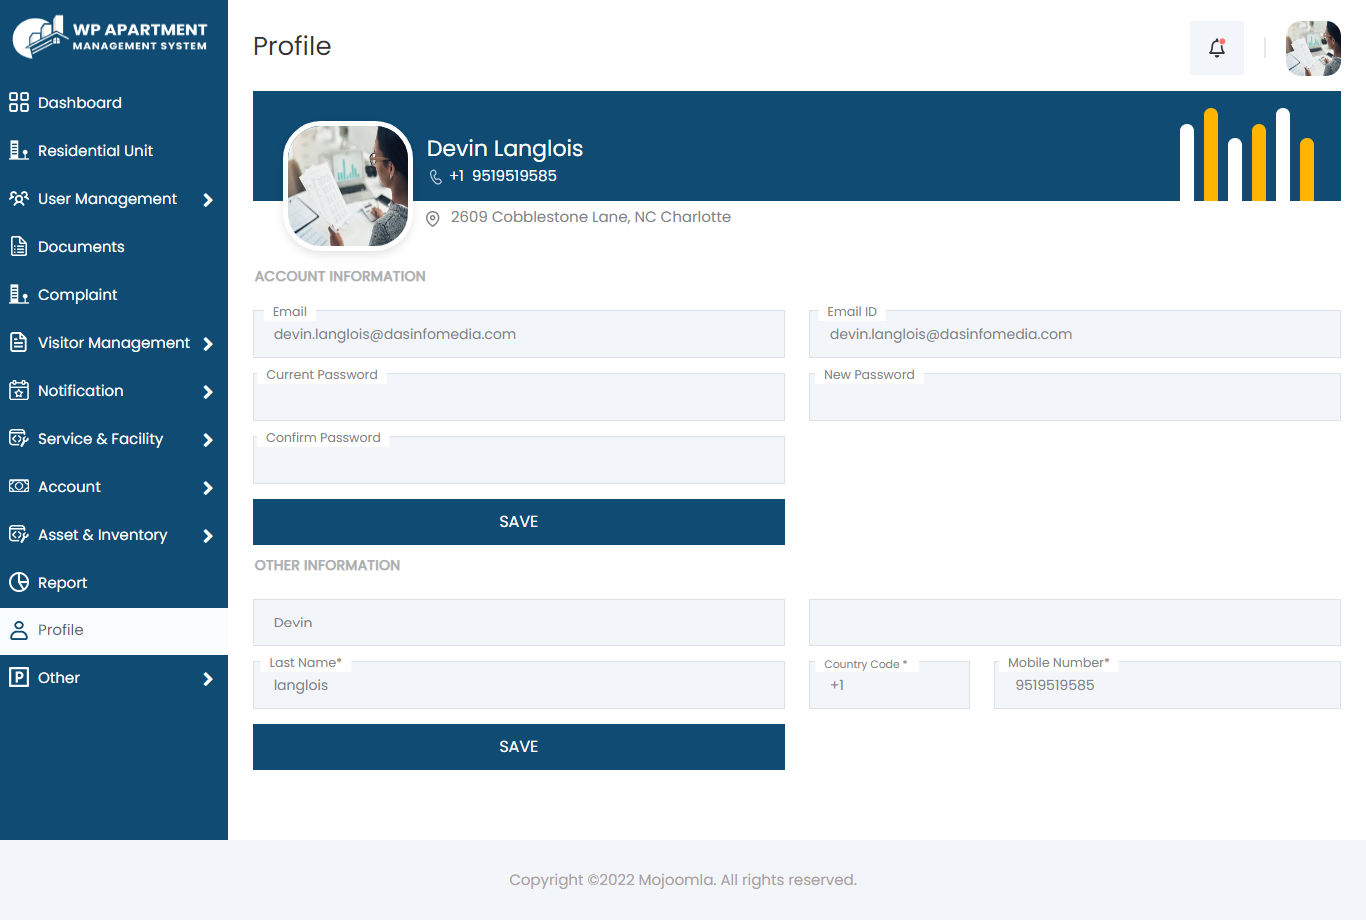 WP APARTMENT
MANAGEMENT SYSTEM
Dashboard
Residential Unit
User Management
Documents
Complaint
Visitor Management
Notification
Service & Facility
Account
Asset & Inventory
Report
Profile
Other
Profile
Devin Langlois
+1 9519519585
2609 Cobblestone Lane, NC Charlotte
ACCOUNT INFORMATION
Email
devin.langlois@dasinfomedia.com
Email ID
devin.langlois@dasinfomedia.com
Current Password
New Password
Confirm Password
SAVE
OTHER INFORMATION
Devin
Last Name*
langlois
Country Code *
+1
Mobile Number*
9519519585
SAVE
Copyright ©2022 Mojoomla. All rights reserved.